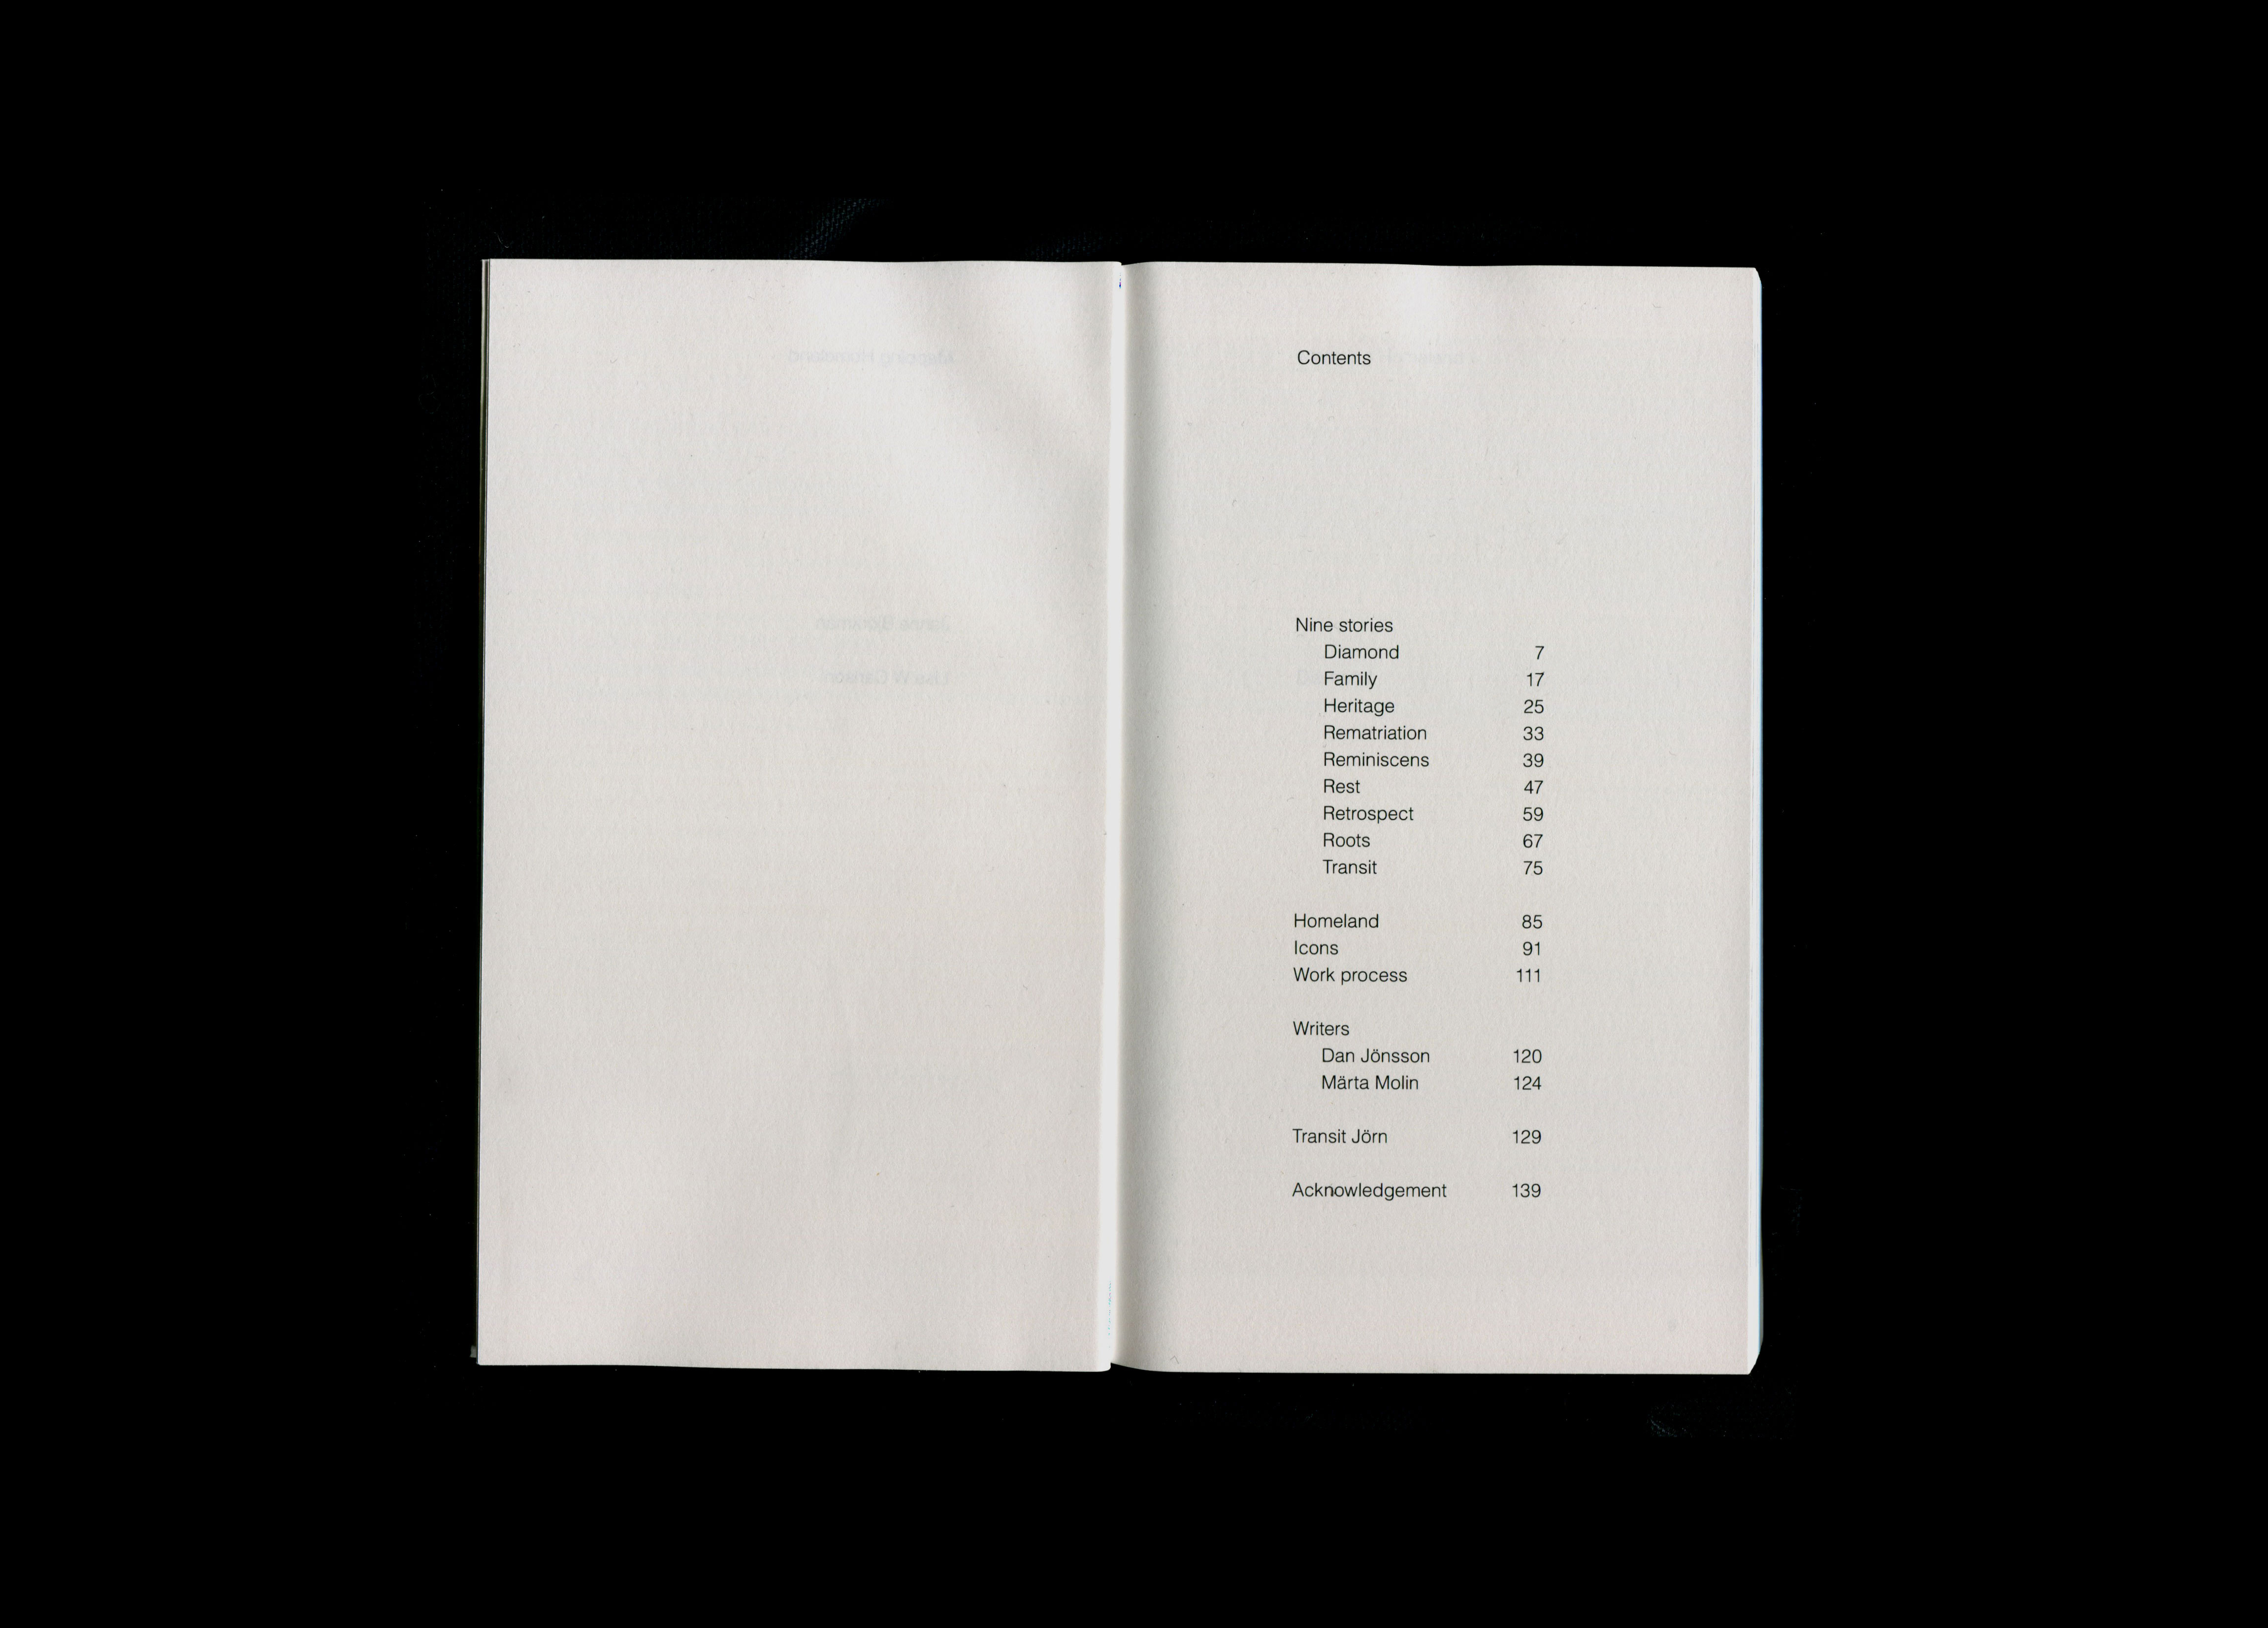 Contents
Nine stories
Diamond 7
Family 17
Heritage 25
Rematriation 33
Reminiscens 39
Rest 47
Retrospect 59
Roots 67
Transit 75
Homeland 85
Icons 91
Work process 111
Writers
Dan Jönsson 120
Märta Molin 124
Transit Jörn 129
Acknowledgement 139